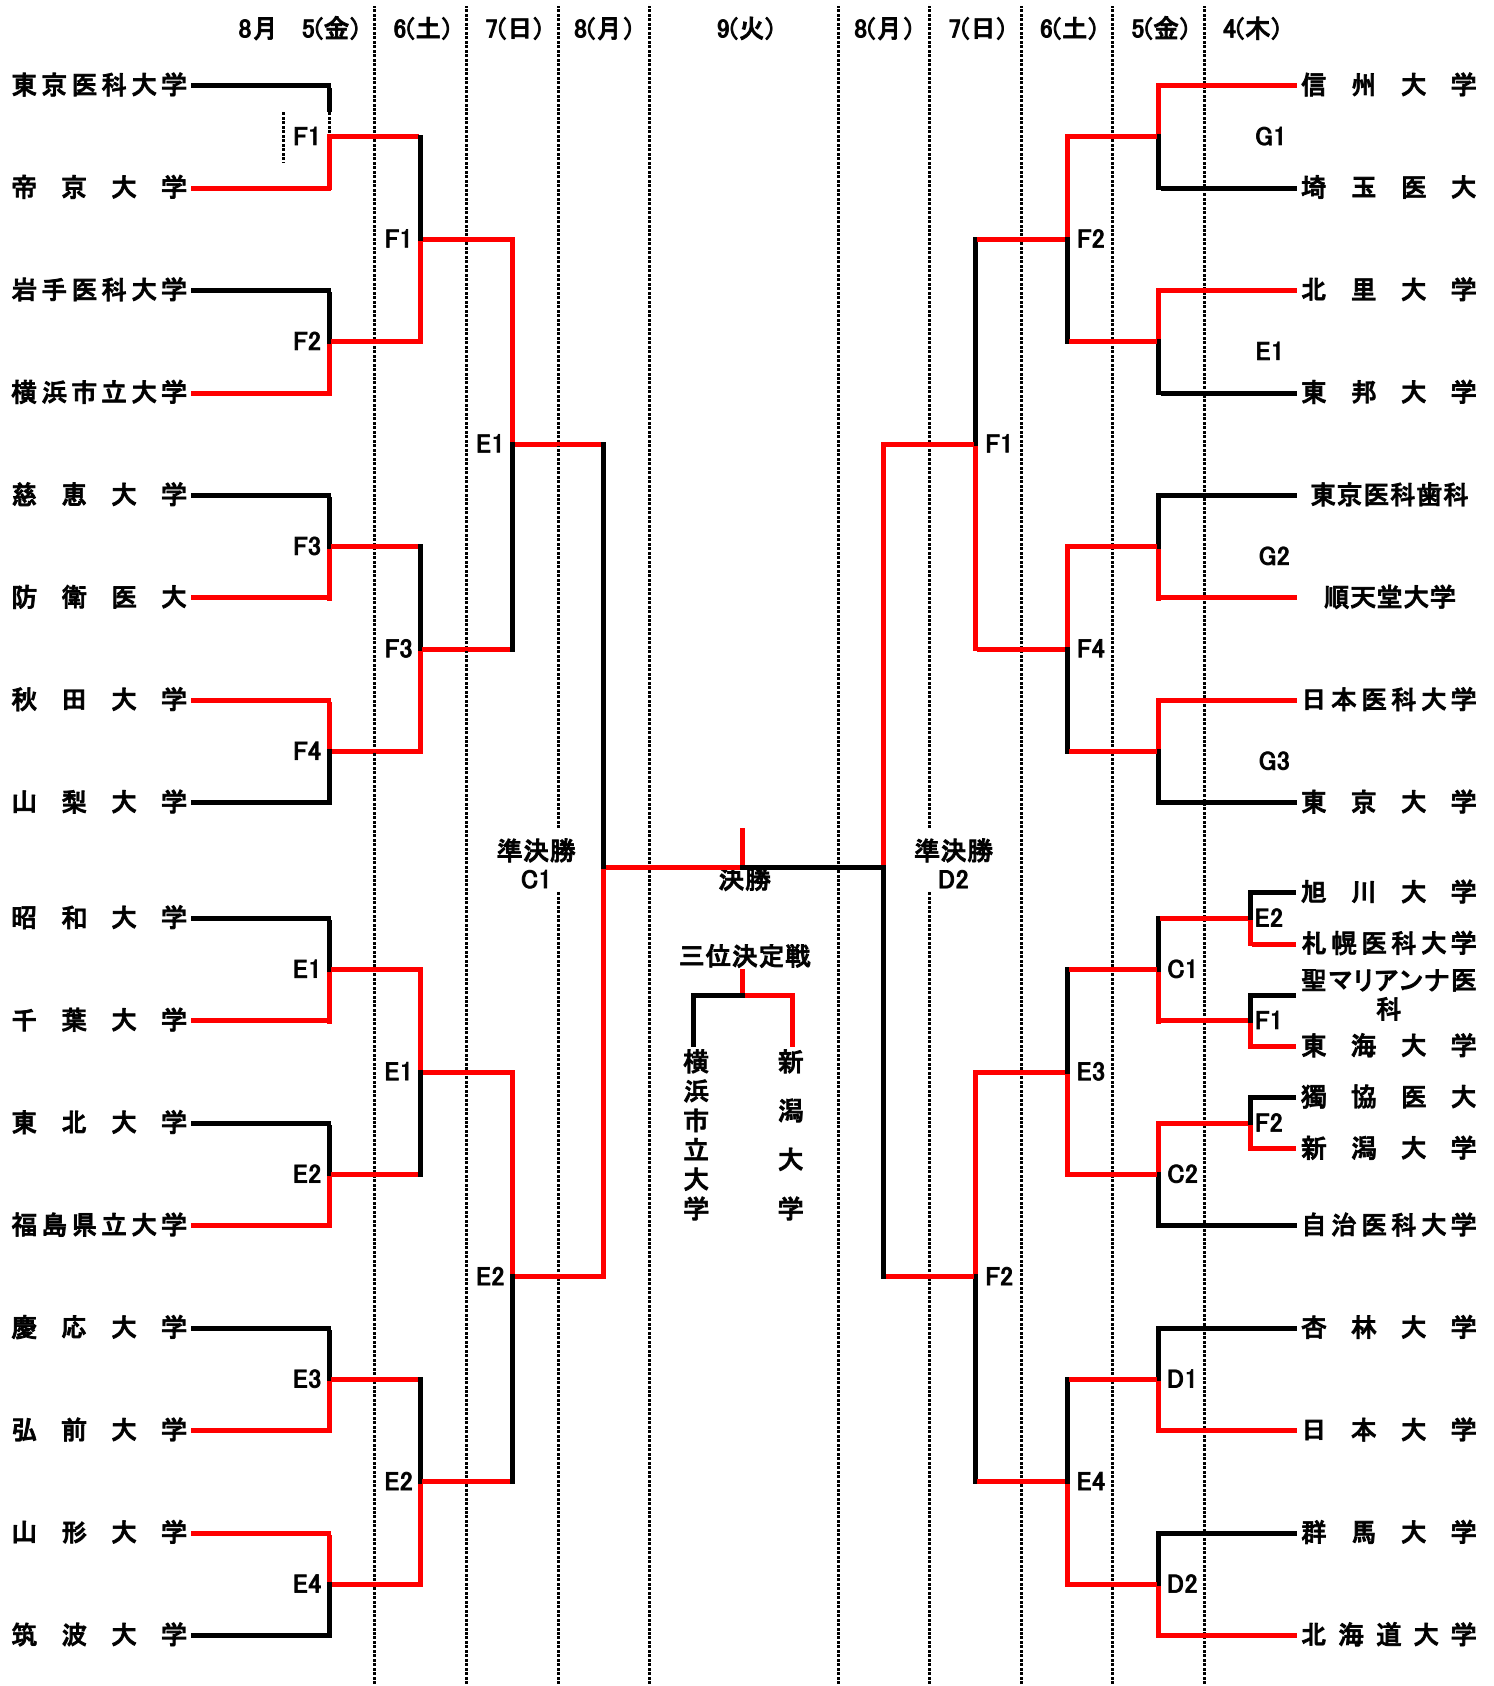 8月 5(金) 6(土) 7(日) 8(月) 9(火) 8(月) 7(日) 6(土) 5(金) 4(木)
東京医科大学
F1
帝京大学
F1
岩手医科大学
F2
横浜市立大学
E1
慈恵大学
F3
防衛医大
F3
秋田大学
F4
山梨大学
準決勝
C1
昭和大学
E1
千葉大学
E1
東北大学
E2
福島県立大学
E2
慶応大学
E3
弘前大学
E2
山形大学
E4
筑波大学
決勝
三位決定戦
横浜市立大学
新潟大学
信州大学
G1
埼玉医大
F2
北里大学
E1
東邦大学
F1
東京医科歯科
G2
順天堂大学
F4
日本医科大学
G3
東京大学
準決勝
D2
旭川大学
E2
札幌医科大学
C1
聖マリアンナ医
科
F1
東海大学
E3
獨協医大
F2
新潟大学
C2
自治医科大学
F2
杏林大学
D1
日本大学
E4
群馬大学
D2
北海道大学